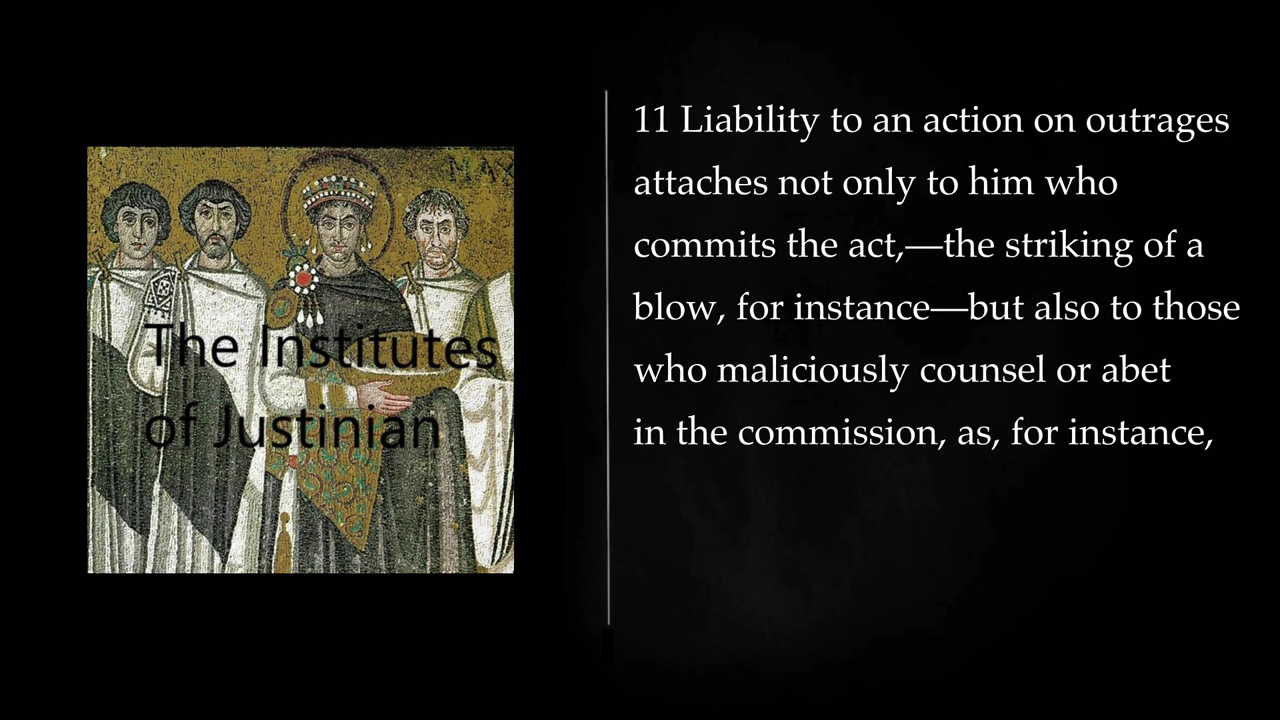 MAX
The Institutes
of Justinian
11 Liability to an action on outrages
attaches not only to him who
commits the act,—the striking of a
blow, for instance—but also to those
who maliciously counsel or abet
in the commission, as, for instance,